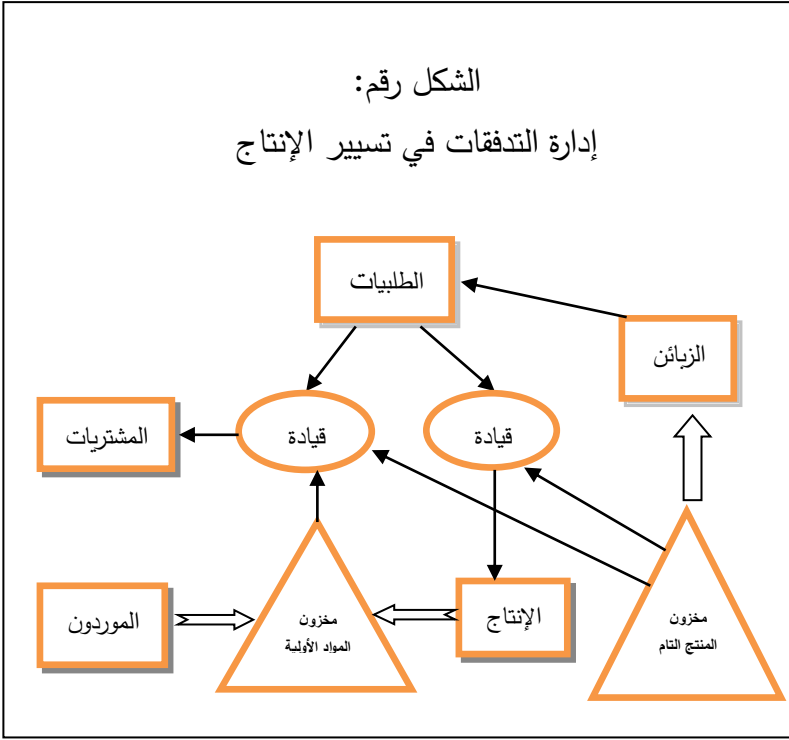 الشكل رقم:
إدارة التدفقات في تسيير الإنتاج
الطلبيات
الزبائن
قيادة
قيادة
المشتريات
مخزون
المنتج التام
الإنتاج
مخزون
المواد الأولية
الموردون